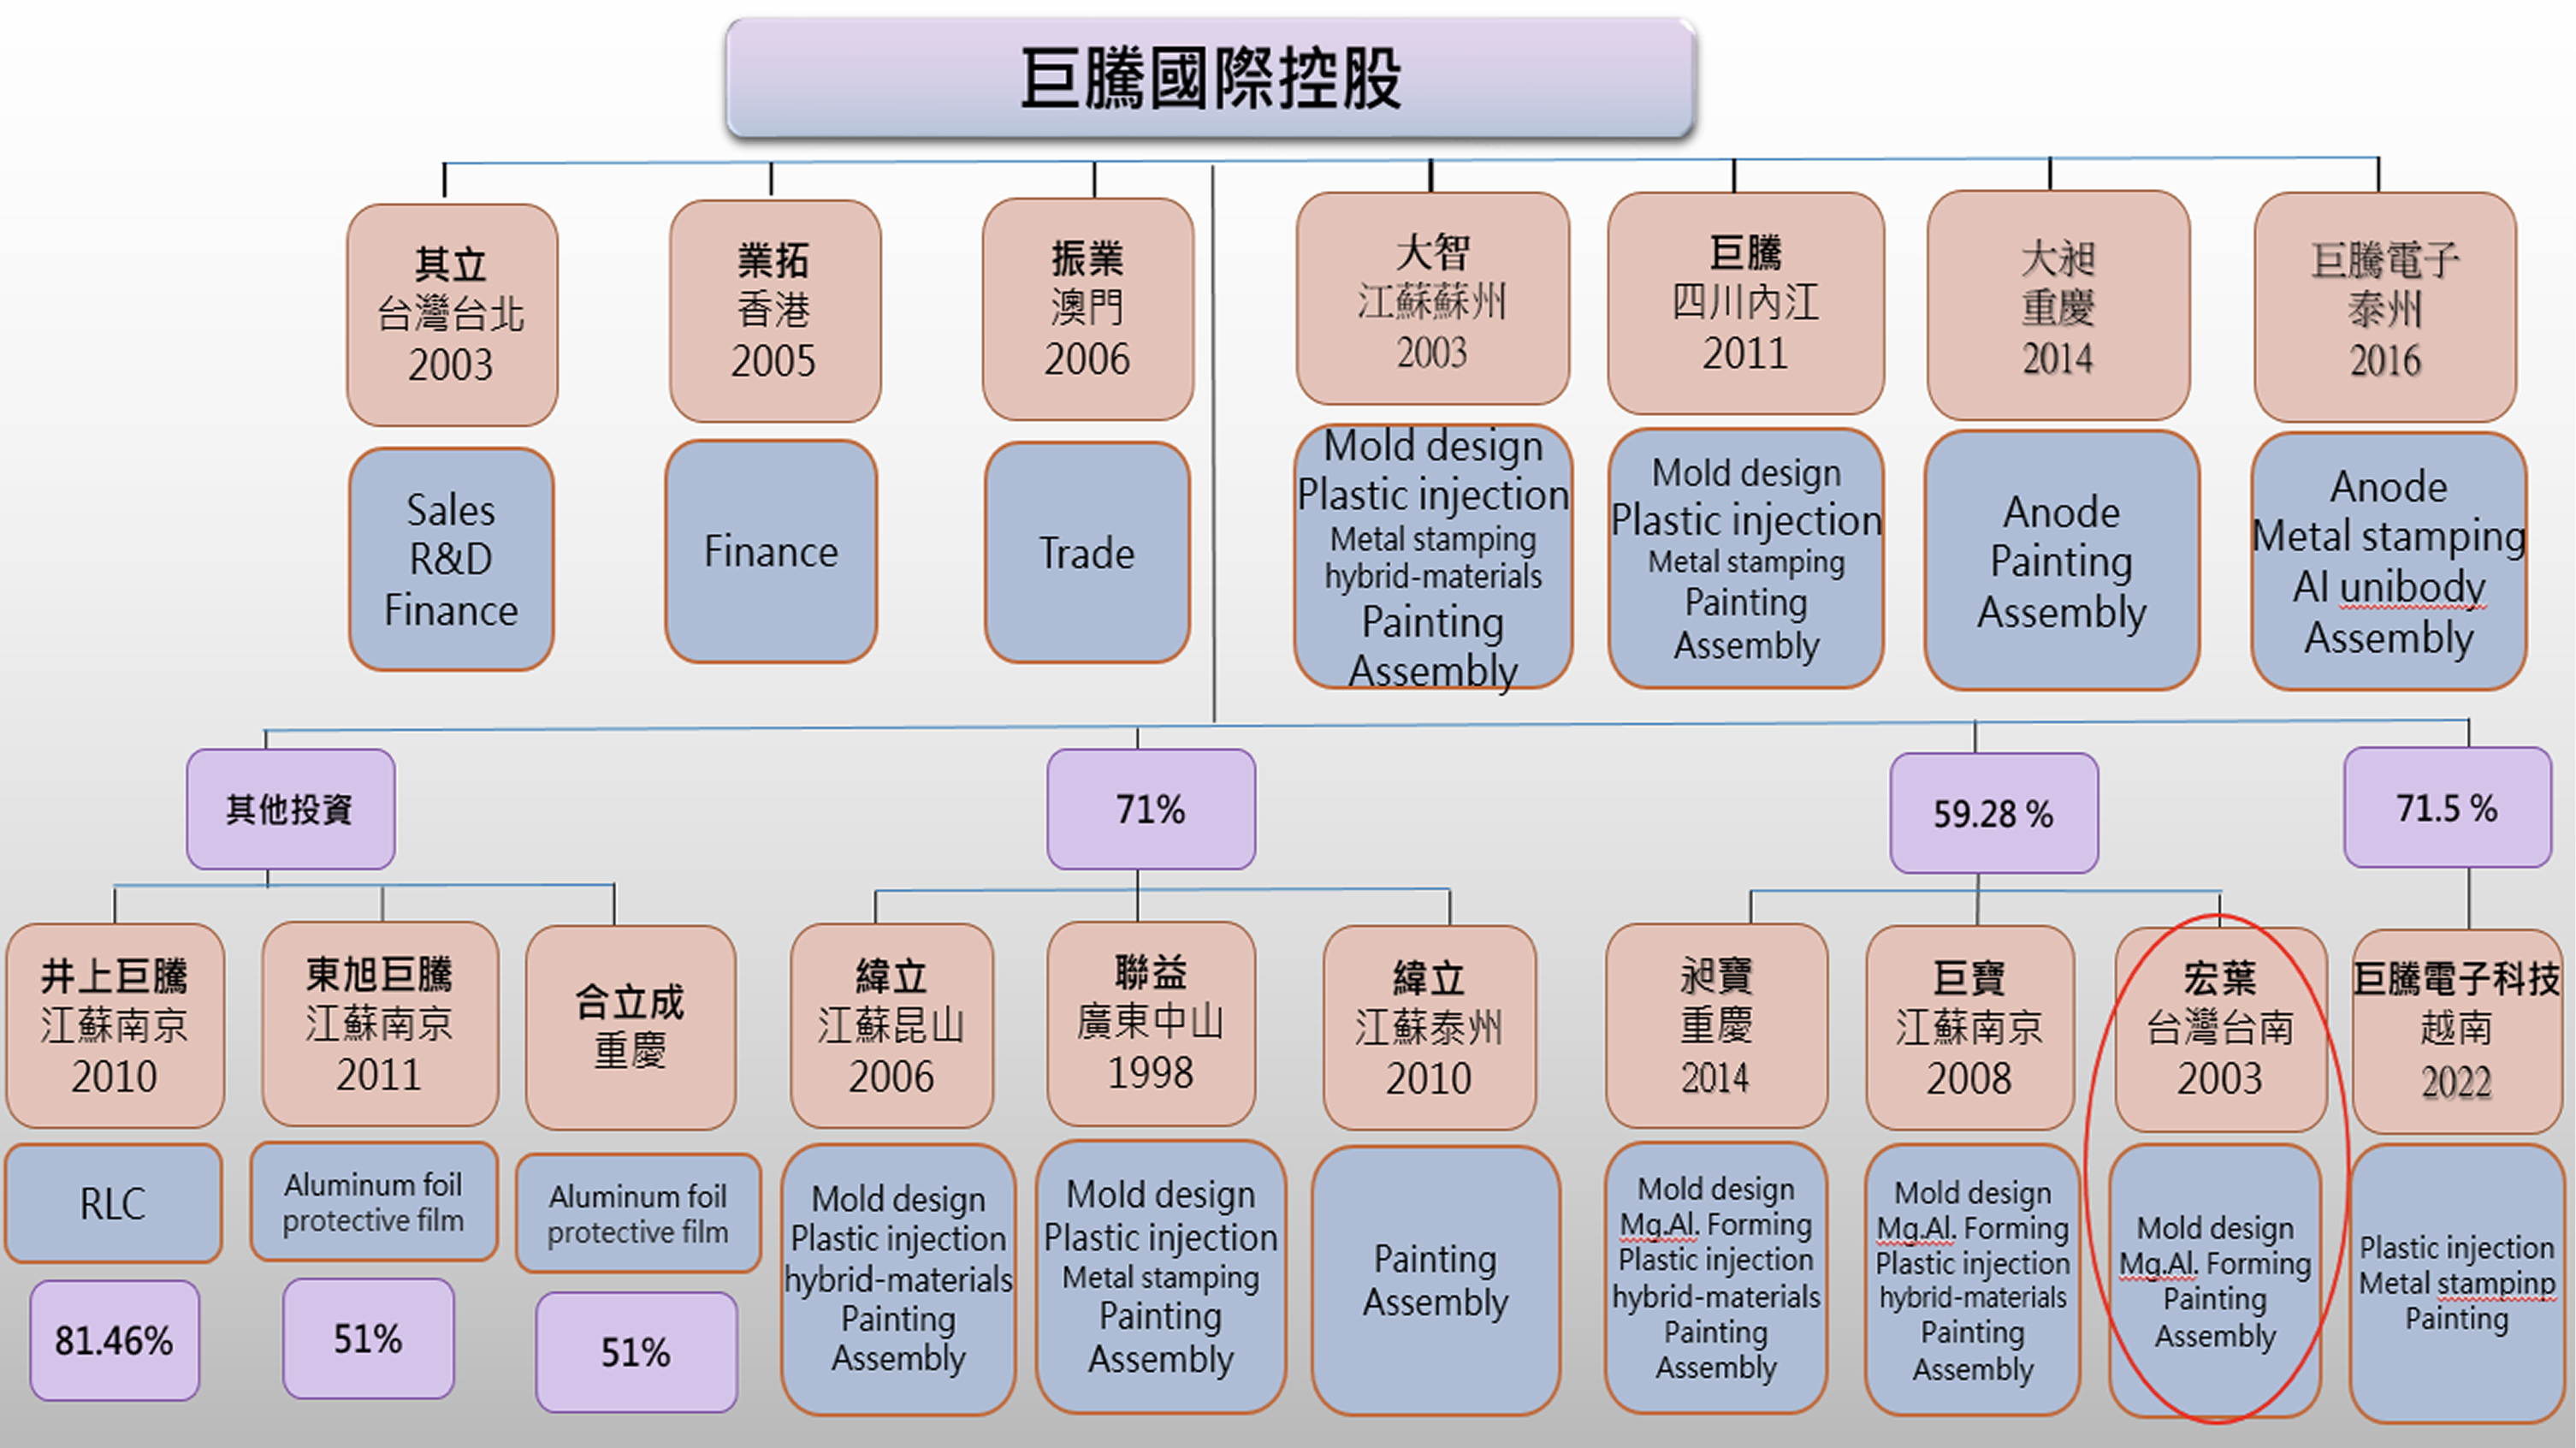 巨騰國際控股
其立
台灣台北
2003
業拓
香港
2005
振業
澳門
2006
大智
江蘇蘇州
2003
巨騰
四川內江
2011
大昶
重慶
2014
巨騰電子
泰州
2016
Sales
R&D
Finance
Finance
Trade
Mold design
Plastic injection
Metal stamping
hybrid-materials
Painting
Assembly
Mold design
Plastic injection
Metal stamping
Painting
Assembly
Anode
Painting
Assembly
Anode
Metal stamping
Al unibody
Assembly
其他投資
71%
59.28 %
71.5 %
井上巨騰
江蘇南京
2010
東旭巨騰
江蘇南京
2011
合立成
重慶
緯立
江蘇昆山
2006
聯益
廣東中山
1998
緯立
江蘇泰州
2010
昶寶
重慶
2014
巨寶
江蘇南京
2008
宏葉
台灣台南
2003
巨騰電子科技
越南
2022
RLC
Aluminum foil
protective film
Aluminum foil
protective film
Mold design
Plastic injection
hybrid-materials
Painting
Assembly
Mold design
Plastic injection
Metal stamping
Painting
Assembly
Painting
Assembly
Mold design
Mg.Al. Forming
Plastic injection
hybrid-materials
Painting
Assembly
Mold design
Mg.Al. Forming
Plastic injection
hybrid-materials
Painting
Assembly
Mold design
Mg.Al. Forming
Painting
Assembly
Plastic injection
Metal stampinp
Painting
81.46%
51%
51%